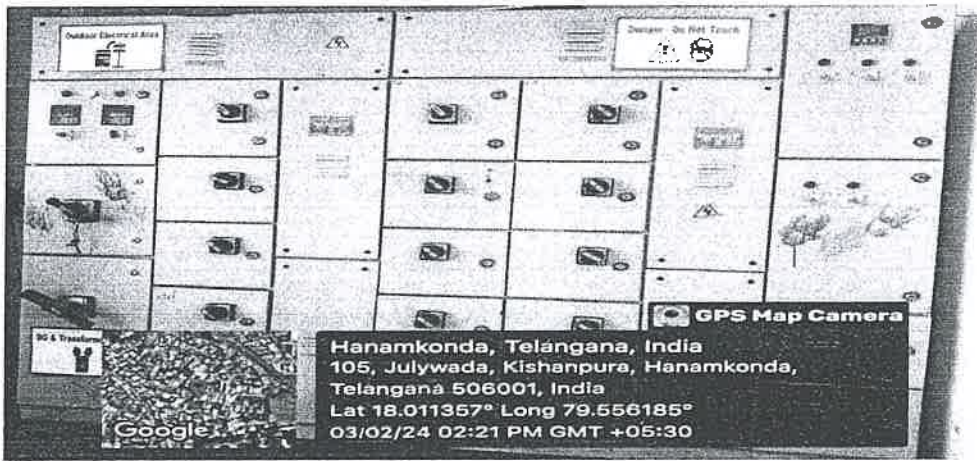 Outdoor Electrical Area
Danger Do Not Touch
DG & Transformer
GPS Map Camera
Hanamkonda, Telangana, India
105, Julywada, Kishanpura, Hanamkonda,
Telangana 506001, India
Lat 18.011357° Long 79.556185°
03/02/24 02:21 PM GMT +05:30
Google